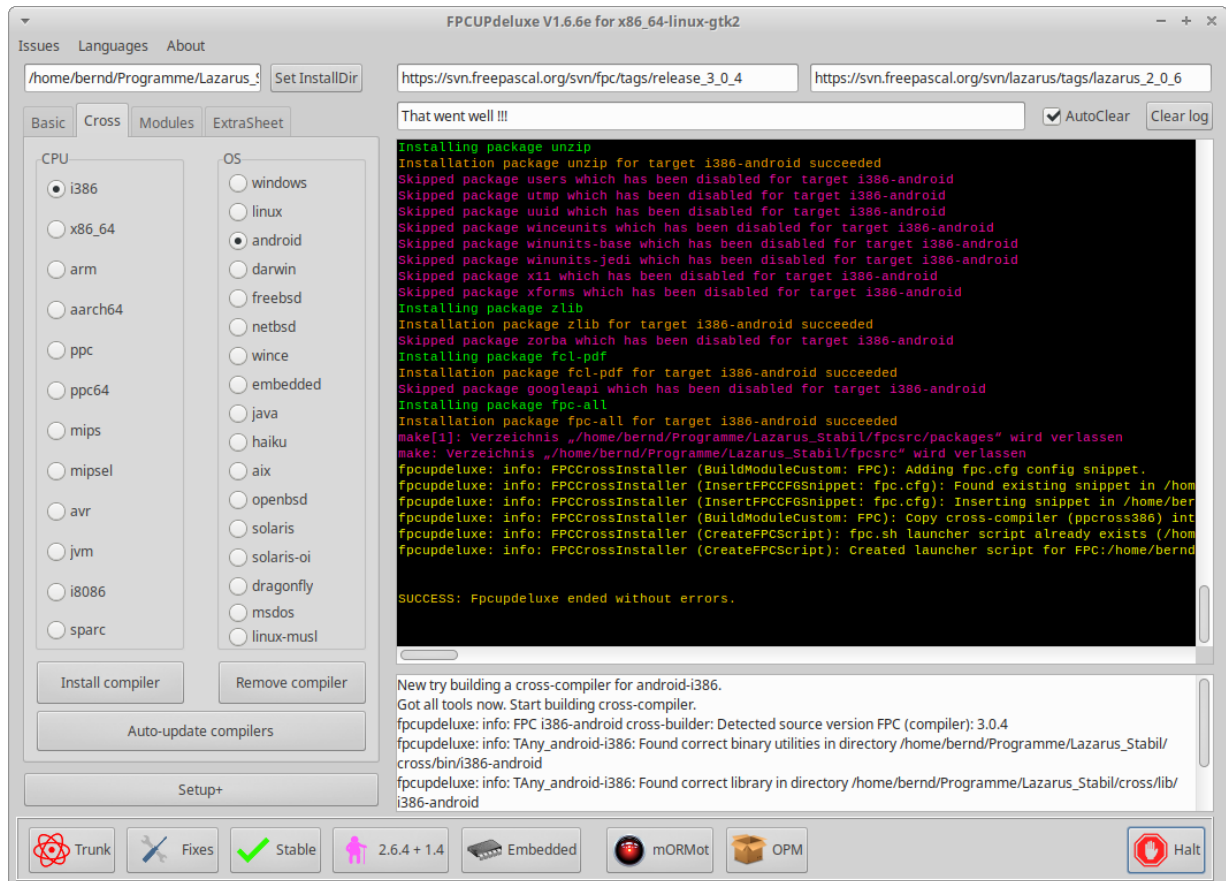 FPCUPdeluxe V1.6.6e for x86_64-linux-gtk2
Issues Languages About
/home/bernd/Programme/Lazarus_S Set InstallDir
https://svn.freepascal.org/svn/fpc/tags/release_3_0_4
https://svn.freepascal.org/svn/lazarus/tags/lazarus_2_0_6
Basic Cross Modules ExtraSheet
That went well !!!
AutoClear
Clear log
CPU
i386
x86_64
arm
aarch64
ppc
ppc64
mips
mipsel
avr
jvm
i8086
sparc
OS
windows
linux
android
darwin
freebsd
netbsd
wince
embedded
java
haiku
aix
openbsd
solaris
solaris-oi
dragonfly
msdos
linux-musl
Install compiler
Remove compiler
Auto-update compilers
Setup+
Installing package unzip
Installation package unzip for target i386-android succeeded
Skipped package users which has been disabled for target i386-android
Skipped package utmp which has been disabled for target i386-android
Skipped package uuid which has been disabled for target i386-android
Skipped package winceunits which has been disabled for target i386-android
Skipped package winunits-base which has been disabled for target i386-android
Skipped package winunits-jedi which has been disabled for target i386-android
Skipped package x11 which has been disabled for target i386-android
Skipped package xforms which has been disabled for target i386-android
Installing package zlib
Installation package zlib for target i386-android succeeded
Skipped package zorba which has been disabled for target i386-android
Installing package fcl-pdf
Installation package fcl-pdf for target i386-android succeeded
Skipped package googleapi which has been disabled for target i386-android
Installing package fpc-all
Installation package fpc-all for target i386-android succeeded
make[1]: Verzeichnis „/home/bernd/Programme/Lazarus_Stabil/fpcsrc/packages“ wird verlassen
make: Verzeichnis „/home/bernd/Programme/Lazarus_Stabil/fpcsrc“ wird verlassen
fpcupdeluxe: info: FPCCrossInstaller (BuildModuleCustom: FPC): Adding fpc.cfg config snippet.
fpcupdeluxe: info: FPCCrossInstaller (InsertFPCCFGSnippet: fpc.cfg): Found existing snippet in /hom
fpcupdeluxe: info: FPCCrossInstaller (InsertFPCCFGSnippet: fpc.cfg): Inserting snippet in /home/ber
fpcupdeluxe: info: FPCCrossInstaller (BuildModuleCustom: FPC): Copy cross-compiler (ppcross386) int
fpcupdeluxe: info: FPCCrossInstaller (CreateFPCScript): fpc.sh launcher script already exists (/hom
fpcupdeluxe: info: FPCCrossInstaller (CreateFPCScript): Created launcher script for FPC:/home/bernd
SUCCESS: Fpcupdeluxe ended without errors.
New try building a cross-compiler for android-i386.
Got all tools now. Start building cross-compiler.
fpcupdeluxe: info: FPC i386-android cross-builder: Detected source version FPC (compiler): 3.0.4
fpcupdeluxe: info: TAny_android-i386: Found correct binary utilities in directory /home/bernd/Programme/Lazarus_Stabil/
cross/bin/i386-android
fpcupdeluxe: info: TAny_android-i386: Found correct library in directory /home/bernd/Programme/Lazarus_Stabil/cross/lib/
i386-android
Trunk
Fixes
Stable
2.6.4 + 1.4
Embedded
mORMot
OPM
Halt